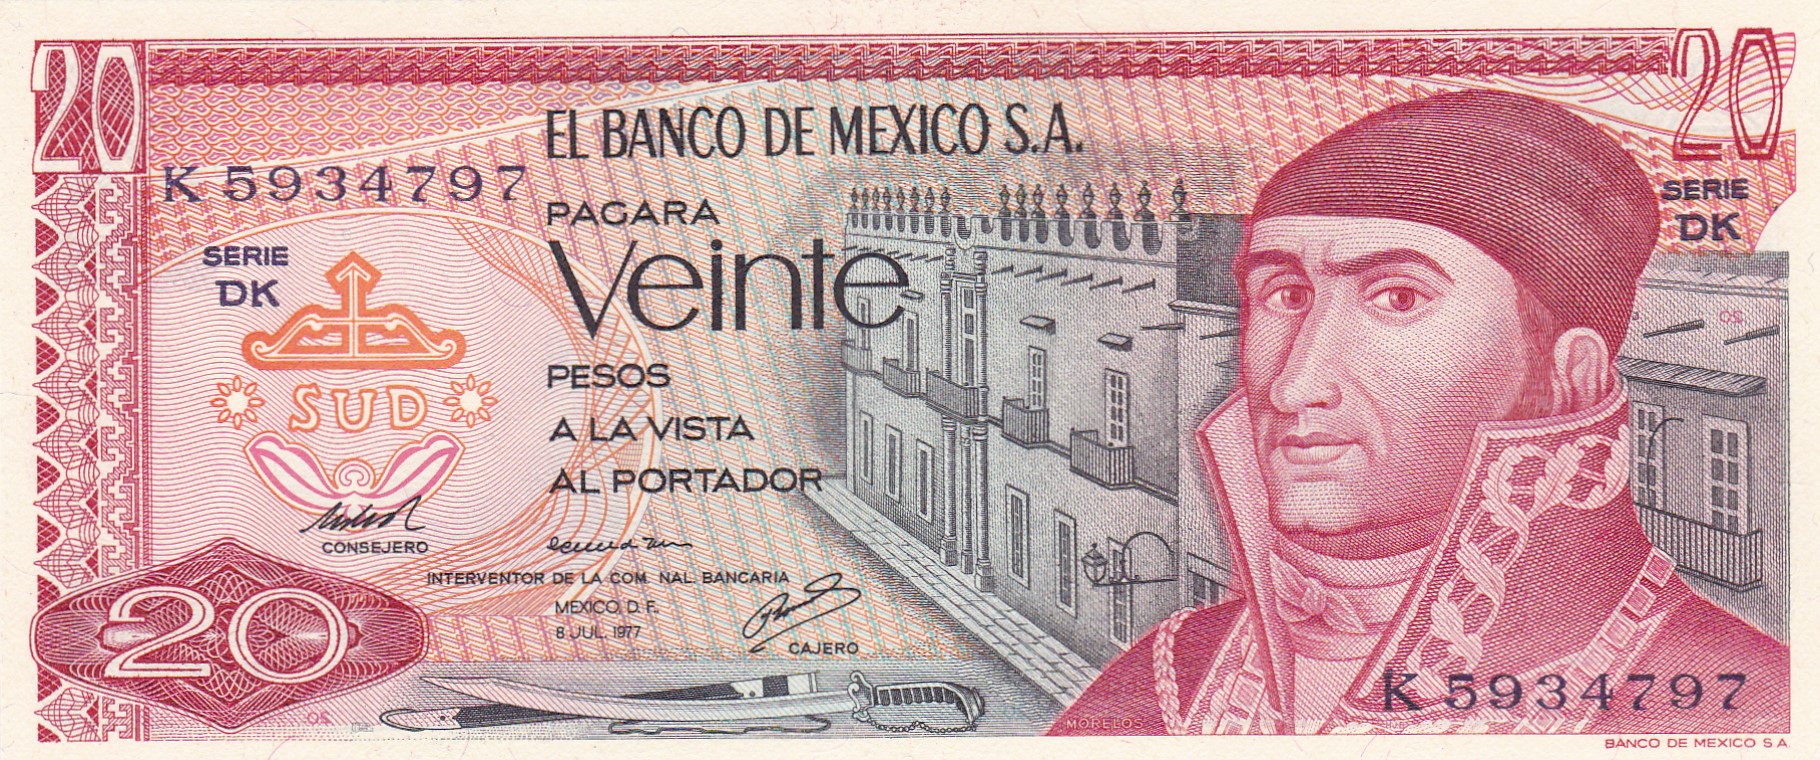 20
20
EL BANCO DE MEXICO S.A.
K 5934797
PAGARA
SERIE
DK
SERIE
DK
Veinte
SUD
PESOS
A LA VISTA
AL PORTADOR
CONSEJERO
INTERVENTOR DE LA COM. NAL. BANCARIA
MEXICO, D. F.
8 JUL. 1977
CAJERO
20
K 5934797
MORELOS
BANCO DE MEXICO S.A.